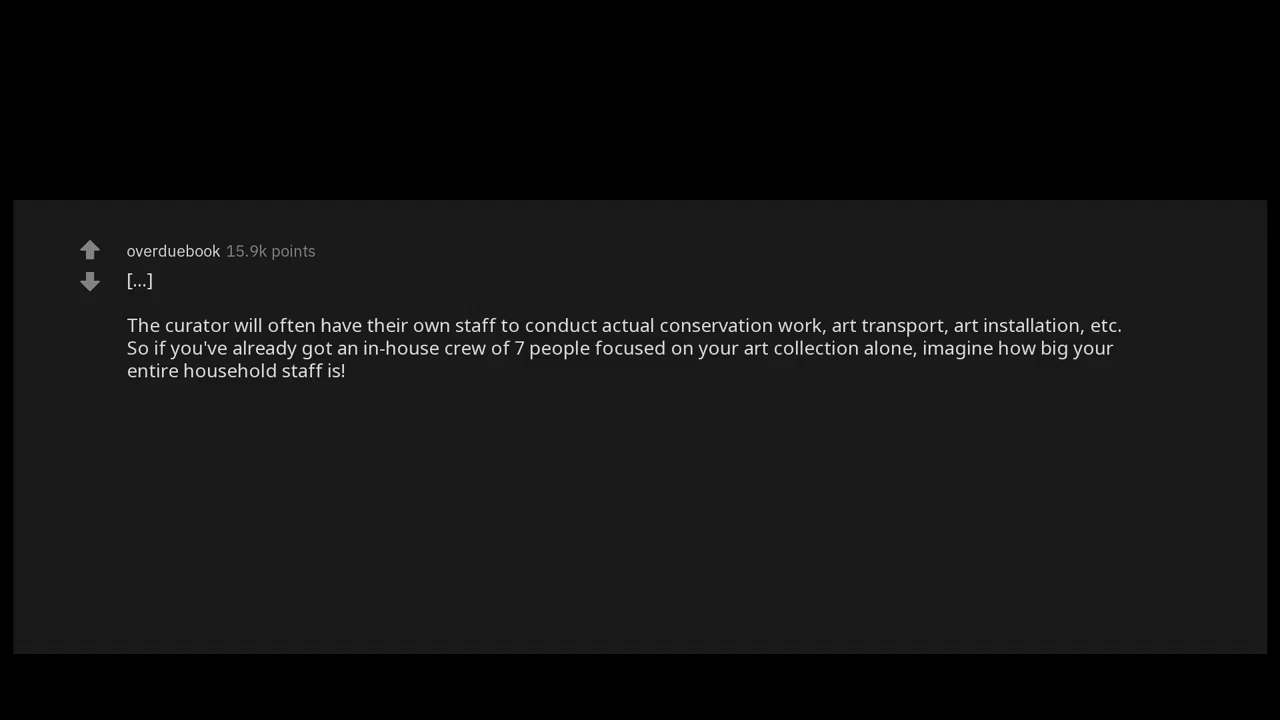 overduebook 15.9k points
[...]
The curator will often have their own staff to conduct actual conservation work, art transport, art installation, etc.
So if you've already got an in-house crew of 7 people focused on your art collection alone, imagine how big your
entire household staff is!